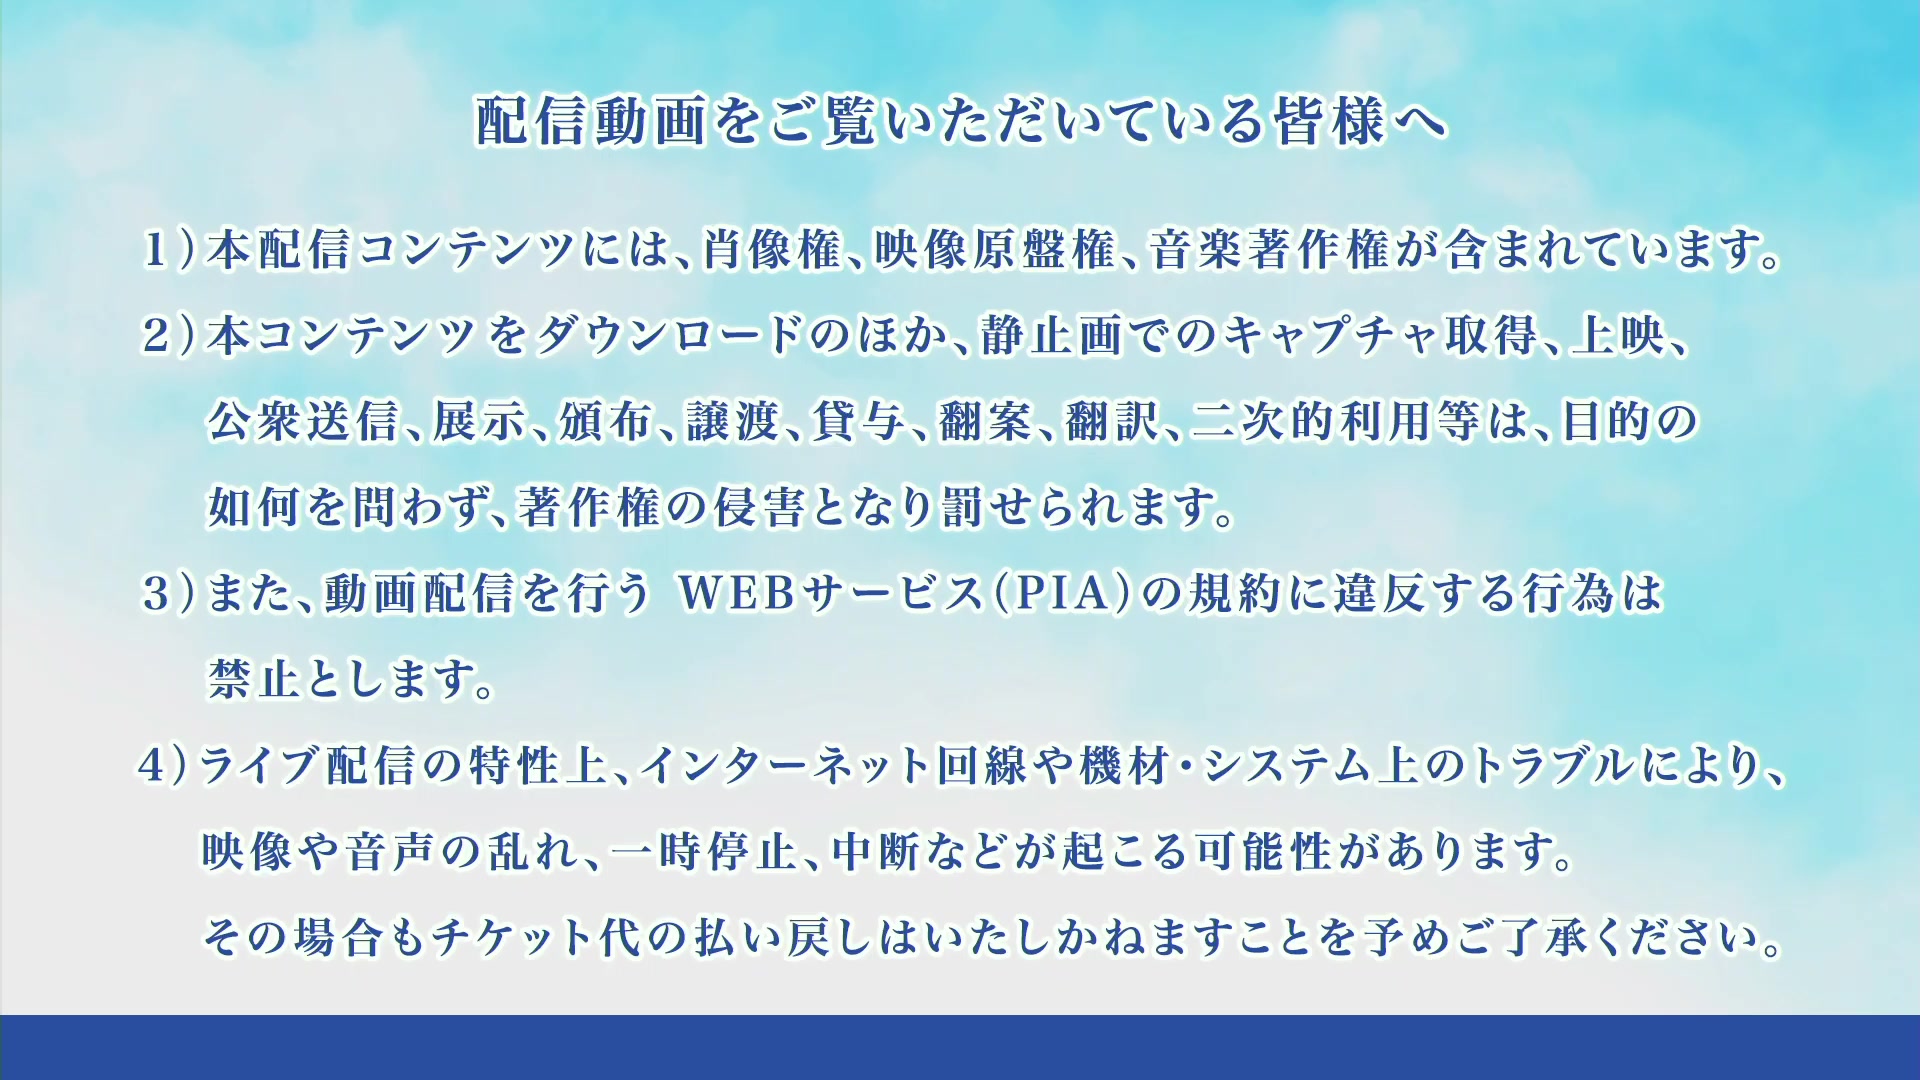 配信動画をご覧いただいている皆様へ
1)本配信コンテンツには、肖像権、映像原盤権、音楽著作権が含まれています。
2)本コンテンツをダウンロードのほか、静止画でのキャプチャ取得、上映、
公衆送信、展示、頒布、譲渡、貸与、翻案、翻訳、二次的利用等は、目的の
如何を問わず、著作権の侵害となり罰せられます。
3)また、動画配信を行う WEBサービス(PIA)の規約に違反する行為は
禁止とします。
4)ライブ配信の特性上、インターネット回線や機材・システム上のトラブルにより、
映像や音声の乱れ、一時停止、中断などが起こる可能性があります。
その場合もチケット代の払い戻しはいたしかねますことを予めご了承ください。